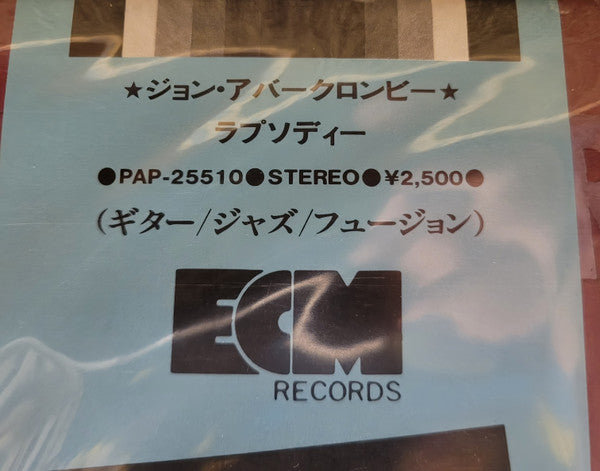 ★ジョン・アバークロンビー★
ラプソディー
●PAP-25510●STEREO●¥2,500●
(ギター/ジャズ/フュージョン)
ECM
RECORDS